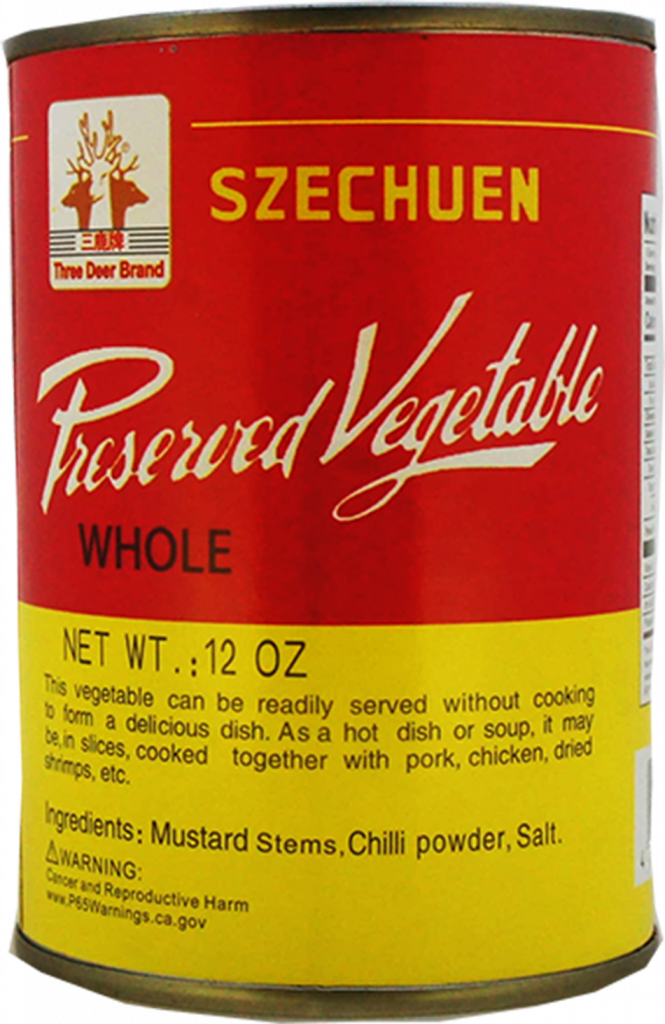 三鹿牌
Three Deer Brand
SZECHUEN
Preserved Vegetable
WHOLE
NET WT.:12 OZ
This vegetable can be readily served without cooking
to form a delicious dish. As a hot dish or soup, it may
be, in slices, cooked together with pork, chicken, dried
shrimps, etc.
Ingredients: Mustard Stems, Chilli powder, Salt.
⚠WARNING:
Cancer and Reproductive Harm
www.P65Warnings.ca.gov